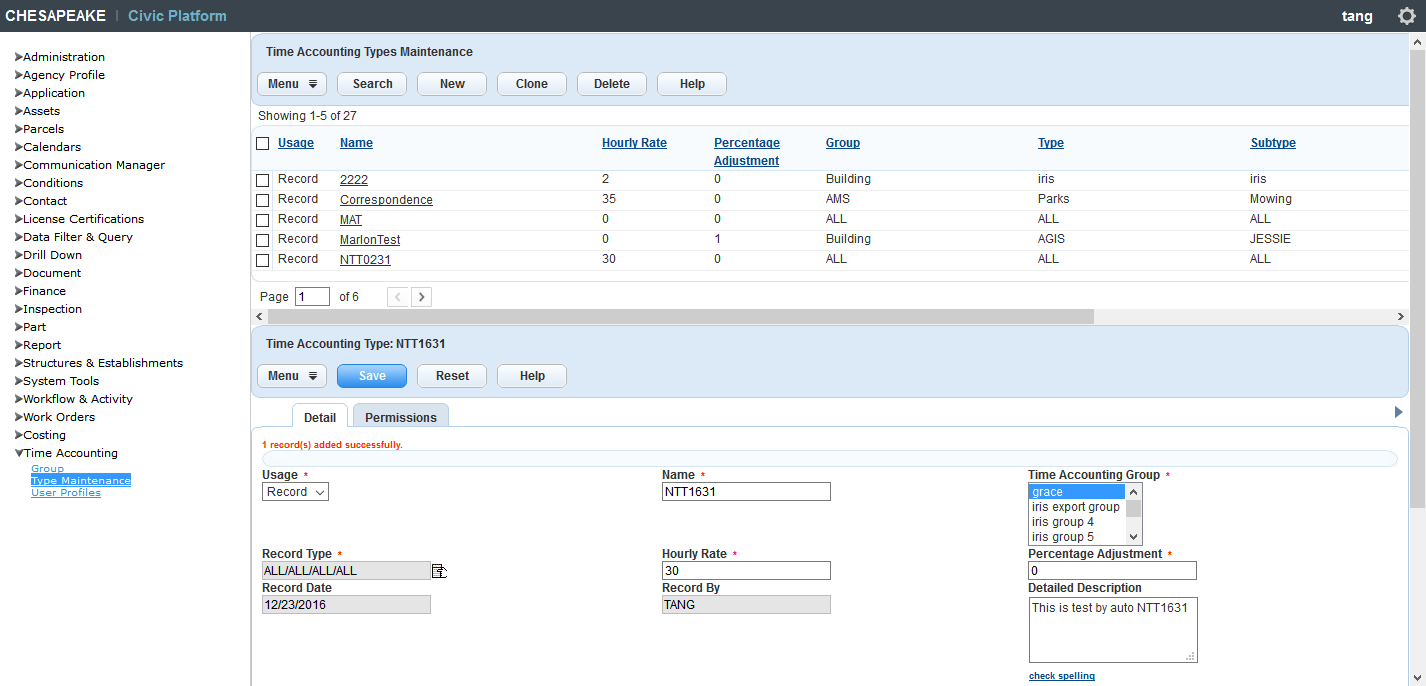 CHESAPEAKE | Civic Platform tang
Administration
Agency Profile
Application
Assets
Parcels
Calendars
Communication Manager
Conditions
Contact
License Certifications
Data Filter & Query
Drill Down
Document
Finance
Inspection
Part
Report
Structures & Establishments
System Tools
Workflow & Activity
Work Orders
Costing
Time Accounting
Group
Type Maintenance
User Profiles
Time Accounting Types Maintenance
Menu Search New Clone Delete Help
Showing 1-5 of 27
Usage Name Hourly Rate Percentage Adjustment Group Type Subtype
Record 2222 2 0 Building iris iris
Record Correspondence 35 0 AMS Parks Mowing
Record MAT 0 0 ALL ALL ALL
Record MarlonTest 0 1 Building AGIS JESSIE
Record NTT0231 30 0 ALL ALL ALL
Page 1 of 6 < >
Time Accounting Type: NTT1631
Menu Save Reset Help
Detail Permissions
1 record(s) added successfully.
Usage * Name * Time Accounting Group *
Record NTT1631 grace
iris export group
iris group 4
iris group 5
Record Type * Hourly Rate * Percentage Adjustment *
ALL/ALL/ALL/ALL 30 0
Record Date Record By Detailed Description
12/23/2016 TANG This is test by auto NTT1631
check spelling